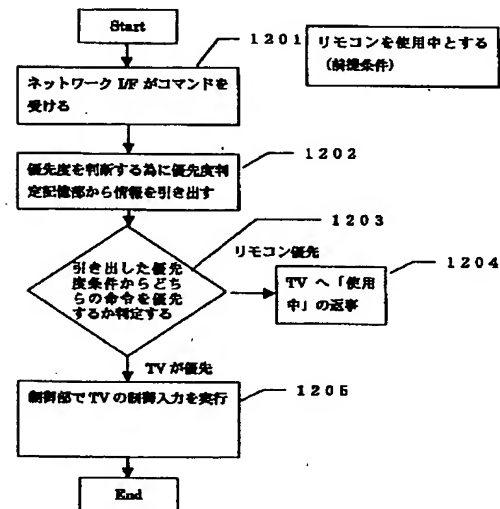 Start
1201
リモコンを使用中とする
(前提条件)
ネットワーク I/F がコマンドを
受ける
1202
優先度を判断する為に優先度判
定記憶部から情報を引き出す
1203
リモコン優先
引き出した優先
度条件からどち
らの命令を優先
するか判定する
1204
TV へ「使用
中」の返事
TV が優先
1205
制御部で TV の制御入力を実行
End